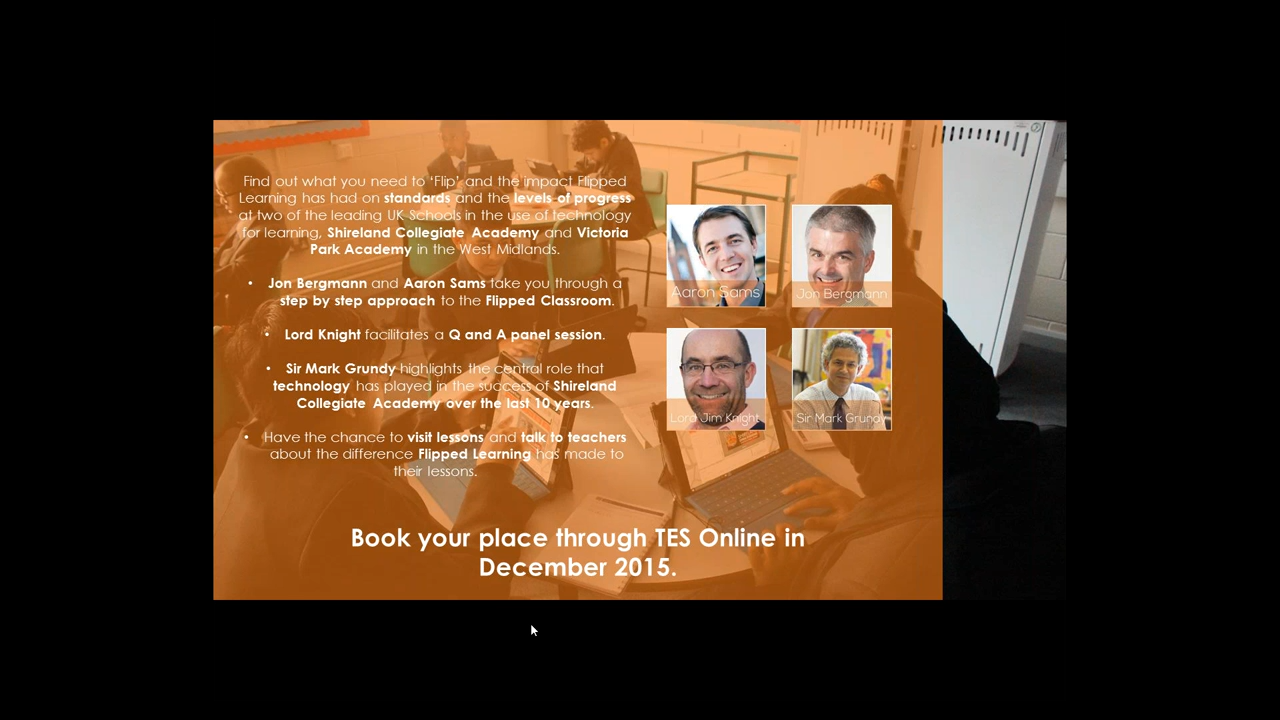 Find out what you need to ‘Flip’ and the impact Flipped
Learning has had on standards and the levels of progress
at two of the leading UK Schools in the use of technology
for learning, Shireland Collegiate Academy and Victoria
Park Academy in the West Midlands.
• Jon Bergmann and Aaron Sams take you through a
step by step approach to the Flipped Classroom.
• Lord Knight facilitates a Q and A panel session.
• Sir Mark Grundy highlights the central role that
technology has played in the success of Shireland
Collegiate Academy over the last 10 years.
• Have the chance to visit lessons and talk to teachers
about the difference Flipped Learning has made to
their lessons.
Aaron Sams
Jon Bergmann
Lord Jim Knight
Sir Mark Grundy
Book your place through TES Online in
December 2015.